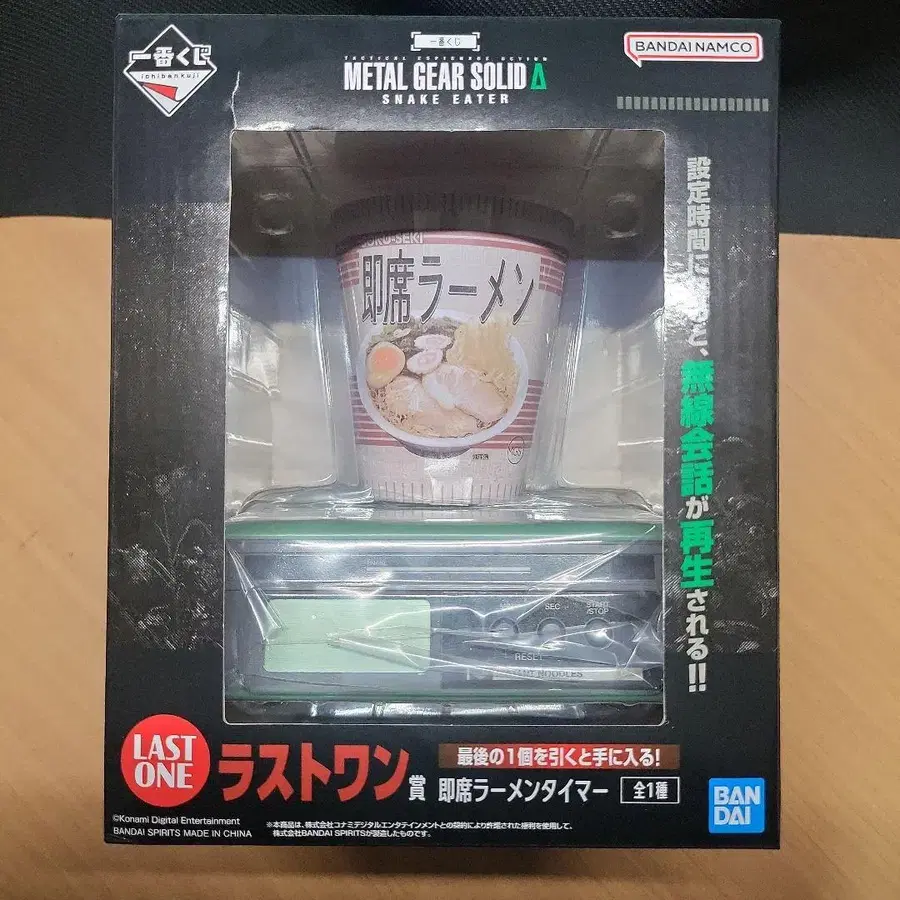 一番くじ
ichibankuji
一番くじ
TACTICAL ESPIONAGE ACTION
METAL GEAR SOLID Δ
SNAKE EATER
BANDAI NAMCO
設定時間に
と、無線会話が再生される!!
即席ラーメン
SEC
START
/STOP
RESET
NOODLES
LAST
ONE
ラストワン賞
最後の1個を引くと手に入る!
即席ラーメンタイマー
全1種
BAN
DAI
©Konami Digital Entertainment
BANDAI SPIRITS MADE IN CHINA
※本商品は、株式会社コナミデジタルエンタテインメントとの契約により許諾された権利を使用して、
株式会社BANDAI SPIRITSが製造したものです。